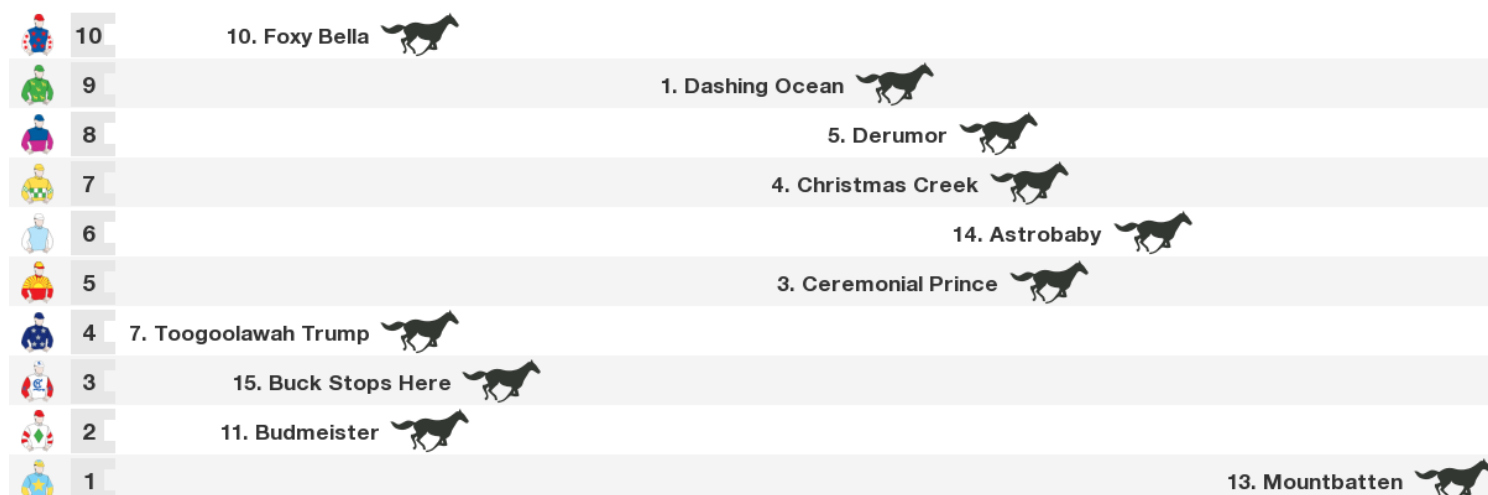 10 10. Foxy Bella
9 1. Dashing Ocean
8 5. Derumor
7 4. Christmas Creek
6 14. Astrobaby
5 3. Ceremonial Prince
4 7. Toogoolawah Trump
3 15. Buck Stops Here
2 11. Budmeister
1 13. Mountbatten